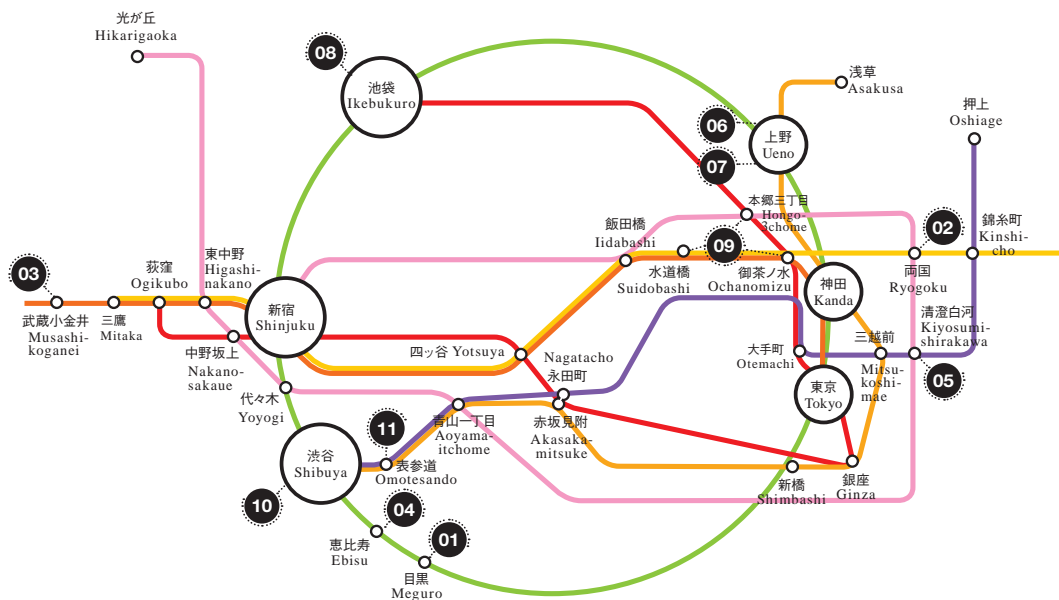 光が丘
Hikarigaoka
08
池袋
Ikebukuro
浅草
Asakusa
06
上野
Ueno
07
押上
Oshiage
本郷三丁目
Hongo-
3chome
飯田橋
Iidabashi
09
水道橋
Suidobashi
御茶ノ水
Ochanomizu
02
両国
Ryogoku
錦糸町
Kinshi-
cho
03
武蔵小金井
Musashi-
koganei
三鷹
Mitaka
荻窪
Ogikubo
東中野
Higashi-
nakano
中野坂上
Nakano-
sakaue
新宿
Shinjuku
神田
Kanda
清澄白河
Kiyosumi-
shirakawa
四ッ谷 Yotsuya
Nagatacho
永田町
大手町
Otemachi
三越前
Mitsu-
koshi-
mae
05
代々木
Yoyogi
東京
Tokyo
青山一丁目
Aoyama-
itchome
赤坂見附
Akasaka-
mitsuke
11
表参道
Omotesando
渋谷
Shibuya
10
新橋
Shimbashi
銀座
Ginza
04
恵比寿
Ebisu
01
目黒
Meguro